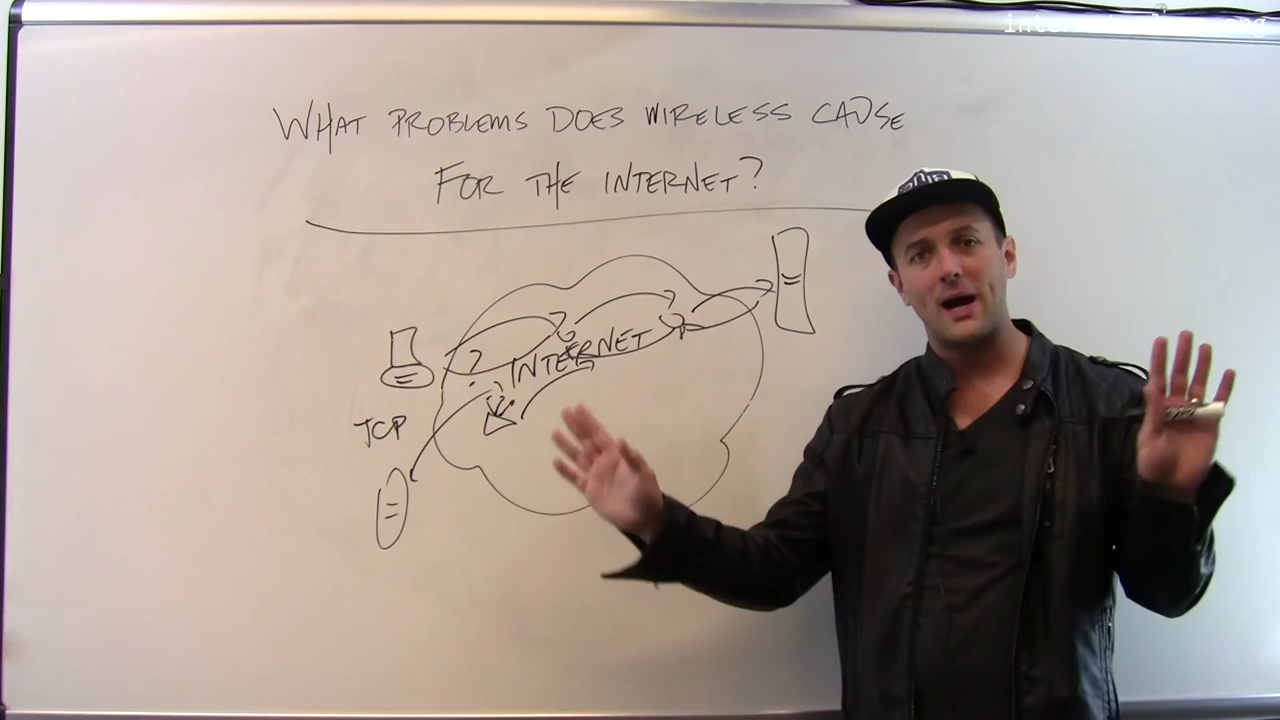 WHAT PROBLEMS DOES WIRELESS CAUSE
FOR THE INTERNET?
INTERNET
TCP